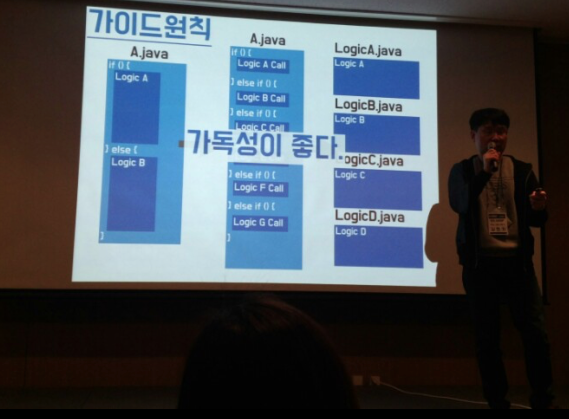 가이드원칙
A.java
if () {
Logic A
} else {
Logic B
}
A.java
if () {
Logic A Call
} else if () {
Logic B Call
} else if () {
Logic C Call
가독성이 좋다.
} else if () {
Logic F Call
} else if () {
Logic G Call
}
LogicA.java
Logic A
LogicB.java
Logic B
ogicC.java
Logic C
LogicD.java
Logic D